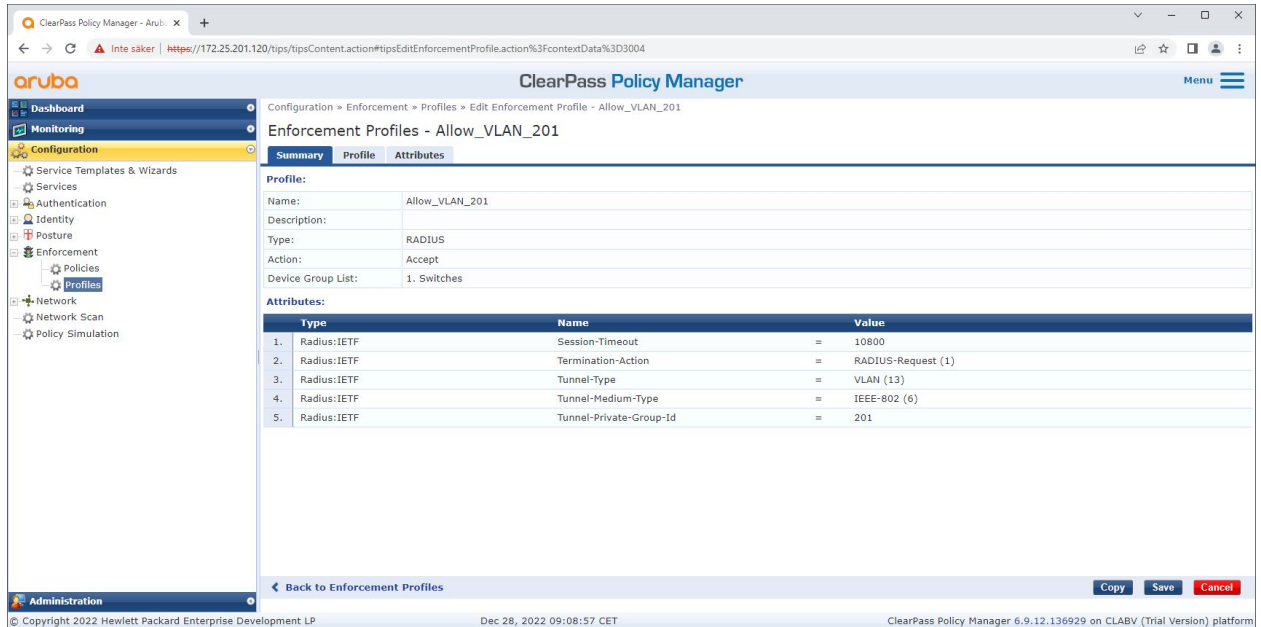 ClearPass Policy Manager - Aruba
Inte säker | https://172.25.201.120/tips/tipsContent.action#tipsEditEnforcementProfile.action%3FcontextData%3D3004
aruba
ClearPass Policy Manager
Menu
Dashboard
Monitoring
Configuration
Service Templates & Wizards
Services
Authentication
Identity
Posture
Enforcement
Policies
Profiles
Network
Network Scan
Policy Simulation
Administration
Configuration » Enforcement » Profiles » Edit Enforcement Profile - Allow_VLAN_201
Enforcement Profiles - Allow_VLAN_201
Summary Profile Attributes
Profile:
Name: Allow_VLAN_201
Description:
Type: RADIUS
Action: Accept
Device Group List: 1. Switches
Attributes:
Type Name Value
1. Radius:IETF Session-Timeout = 10800
2. Radius:IETF Termination-Action = RADIUS-Request (1)
3. Radius:IETF Tunnel-Type = VLAN (13)
4. Radius:IETF Tunnel-Medium-Type = IEEE-802 (6)
5. Radius:IETF Tunnel-Private-Group-Id = 201
Back to Enforcement Profiles
Copy Save Cancel
© Copyright 2022 Hewlett Packard Enterprise Development LP Dec 28, 2022 09:08:57 CET ClearPass Policy Manager 6.9.12.136929 on CLABV (Trial Version) platform